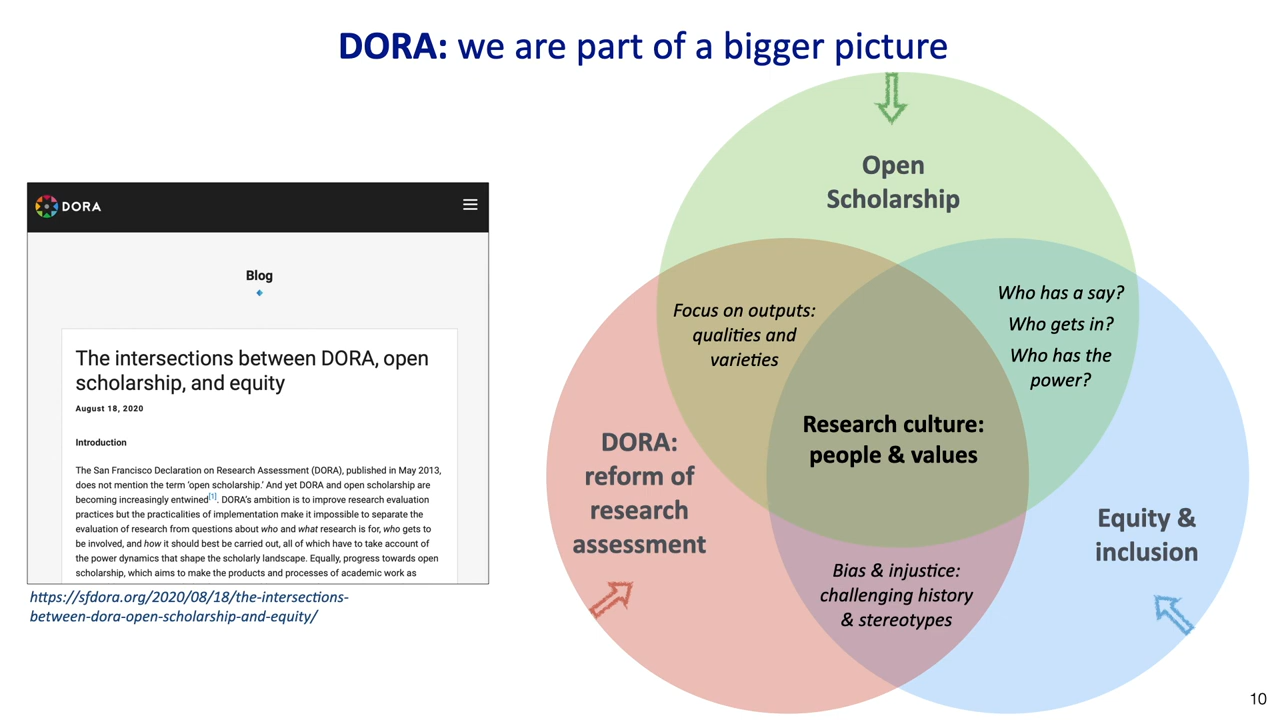 DORA: we are part of a bigger picture
DORA
Blog
The intersections between DORA, open
scholarship, and equity
August 18, 2020
Introduction
The San Francisco Declaration on Research Assessment (DORA), published in May 2013,
does not mention the term ‘open scholarship.’ And yet DORA and open scholarship are
becoming increasingly entwined[1]. DORA’s ambition is to improve research evaluation
practices but the practicalities of implementation make it impossible to separate the
evaluation of research from questions about who and what research is for, who gets to
be involved, and how it should best be carried out, all of which have to take account of
the power dynamics that shape the scholarly landscape. Equally, progress towards open
scholarship, which aims to make the products and processes of academic work as
https://sfdora.org/2020/08/18/the-intersections-
between-dora-open-scholarship-and-equity/
Open
Scholarship
Focus on outputs:
qualities and
varieties
Who has a say?
Who gets in?
Who has the
power?
Research culture:
people & values
DORA:
reform of
research
assessment
Equity &
inclusion
Bias & injustice:
challenging history
& stereotypes
10